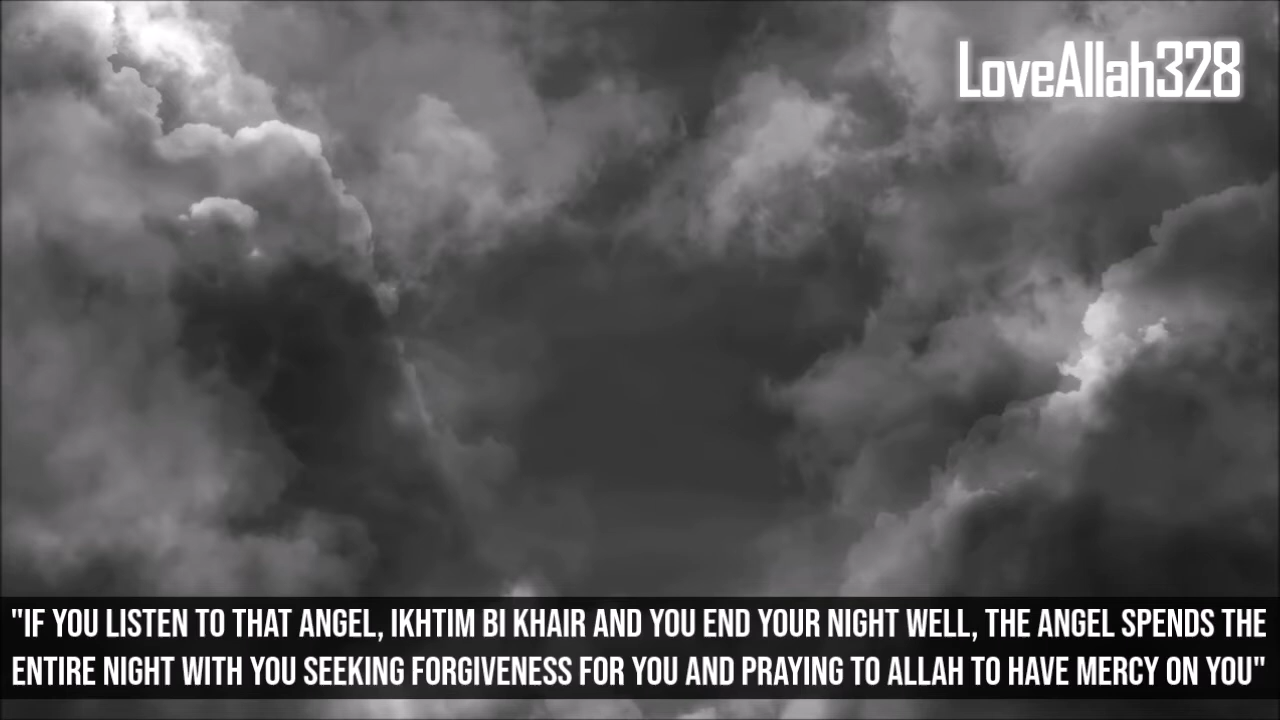 LoveAllah328
"IF YOU LISTEN TO THAT ANGEL, IKHTIM BI KHAIR AND YOU END YOUR NIGHT WELL, THE ANGEL SPENDS THE
ENTIRE NIGHT WITH YOU SEEKING FORGIVENESS FOR YOU AND PRAYING TO ALLAH TO HAVE MERCY ON YOU"